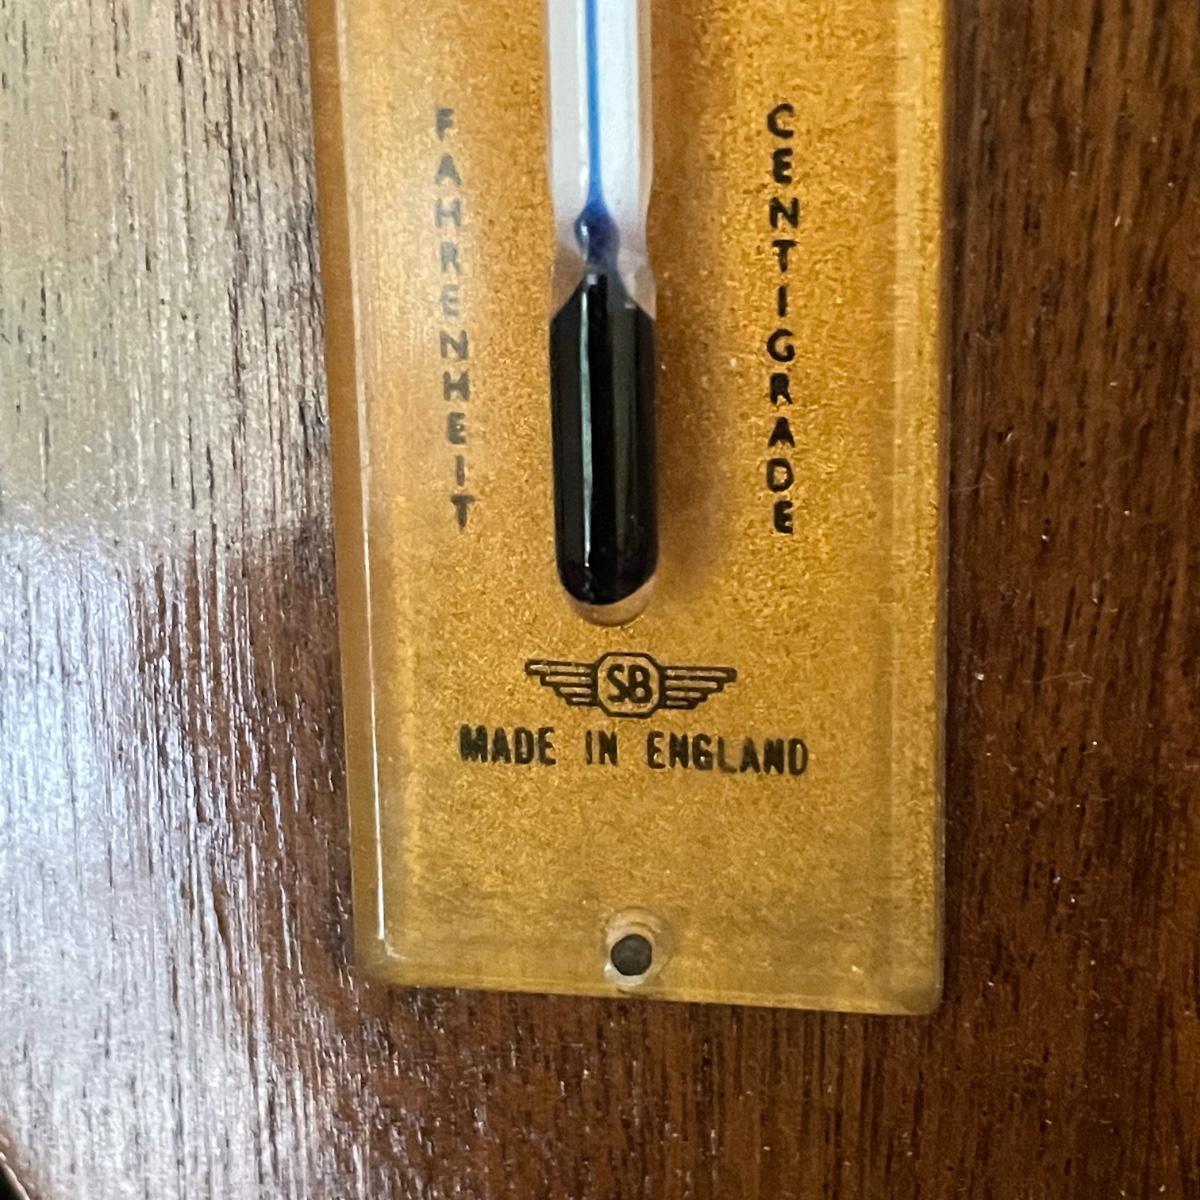 FAHRENHEIT
CENTIGRADE
SB
MADE IN ENGLAND